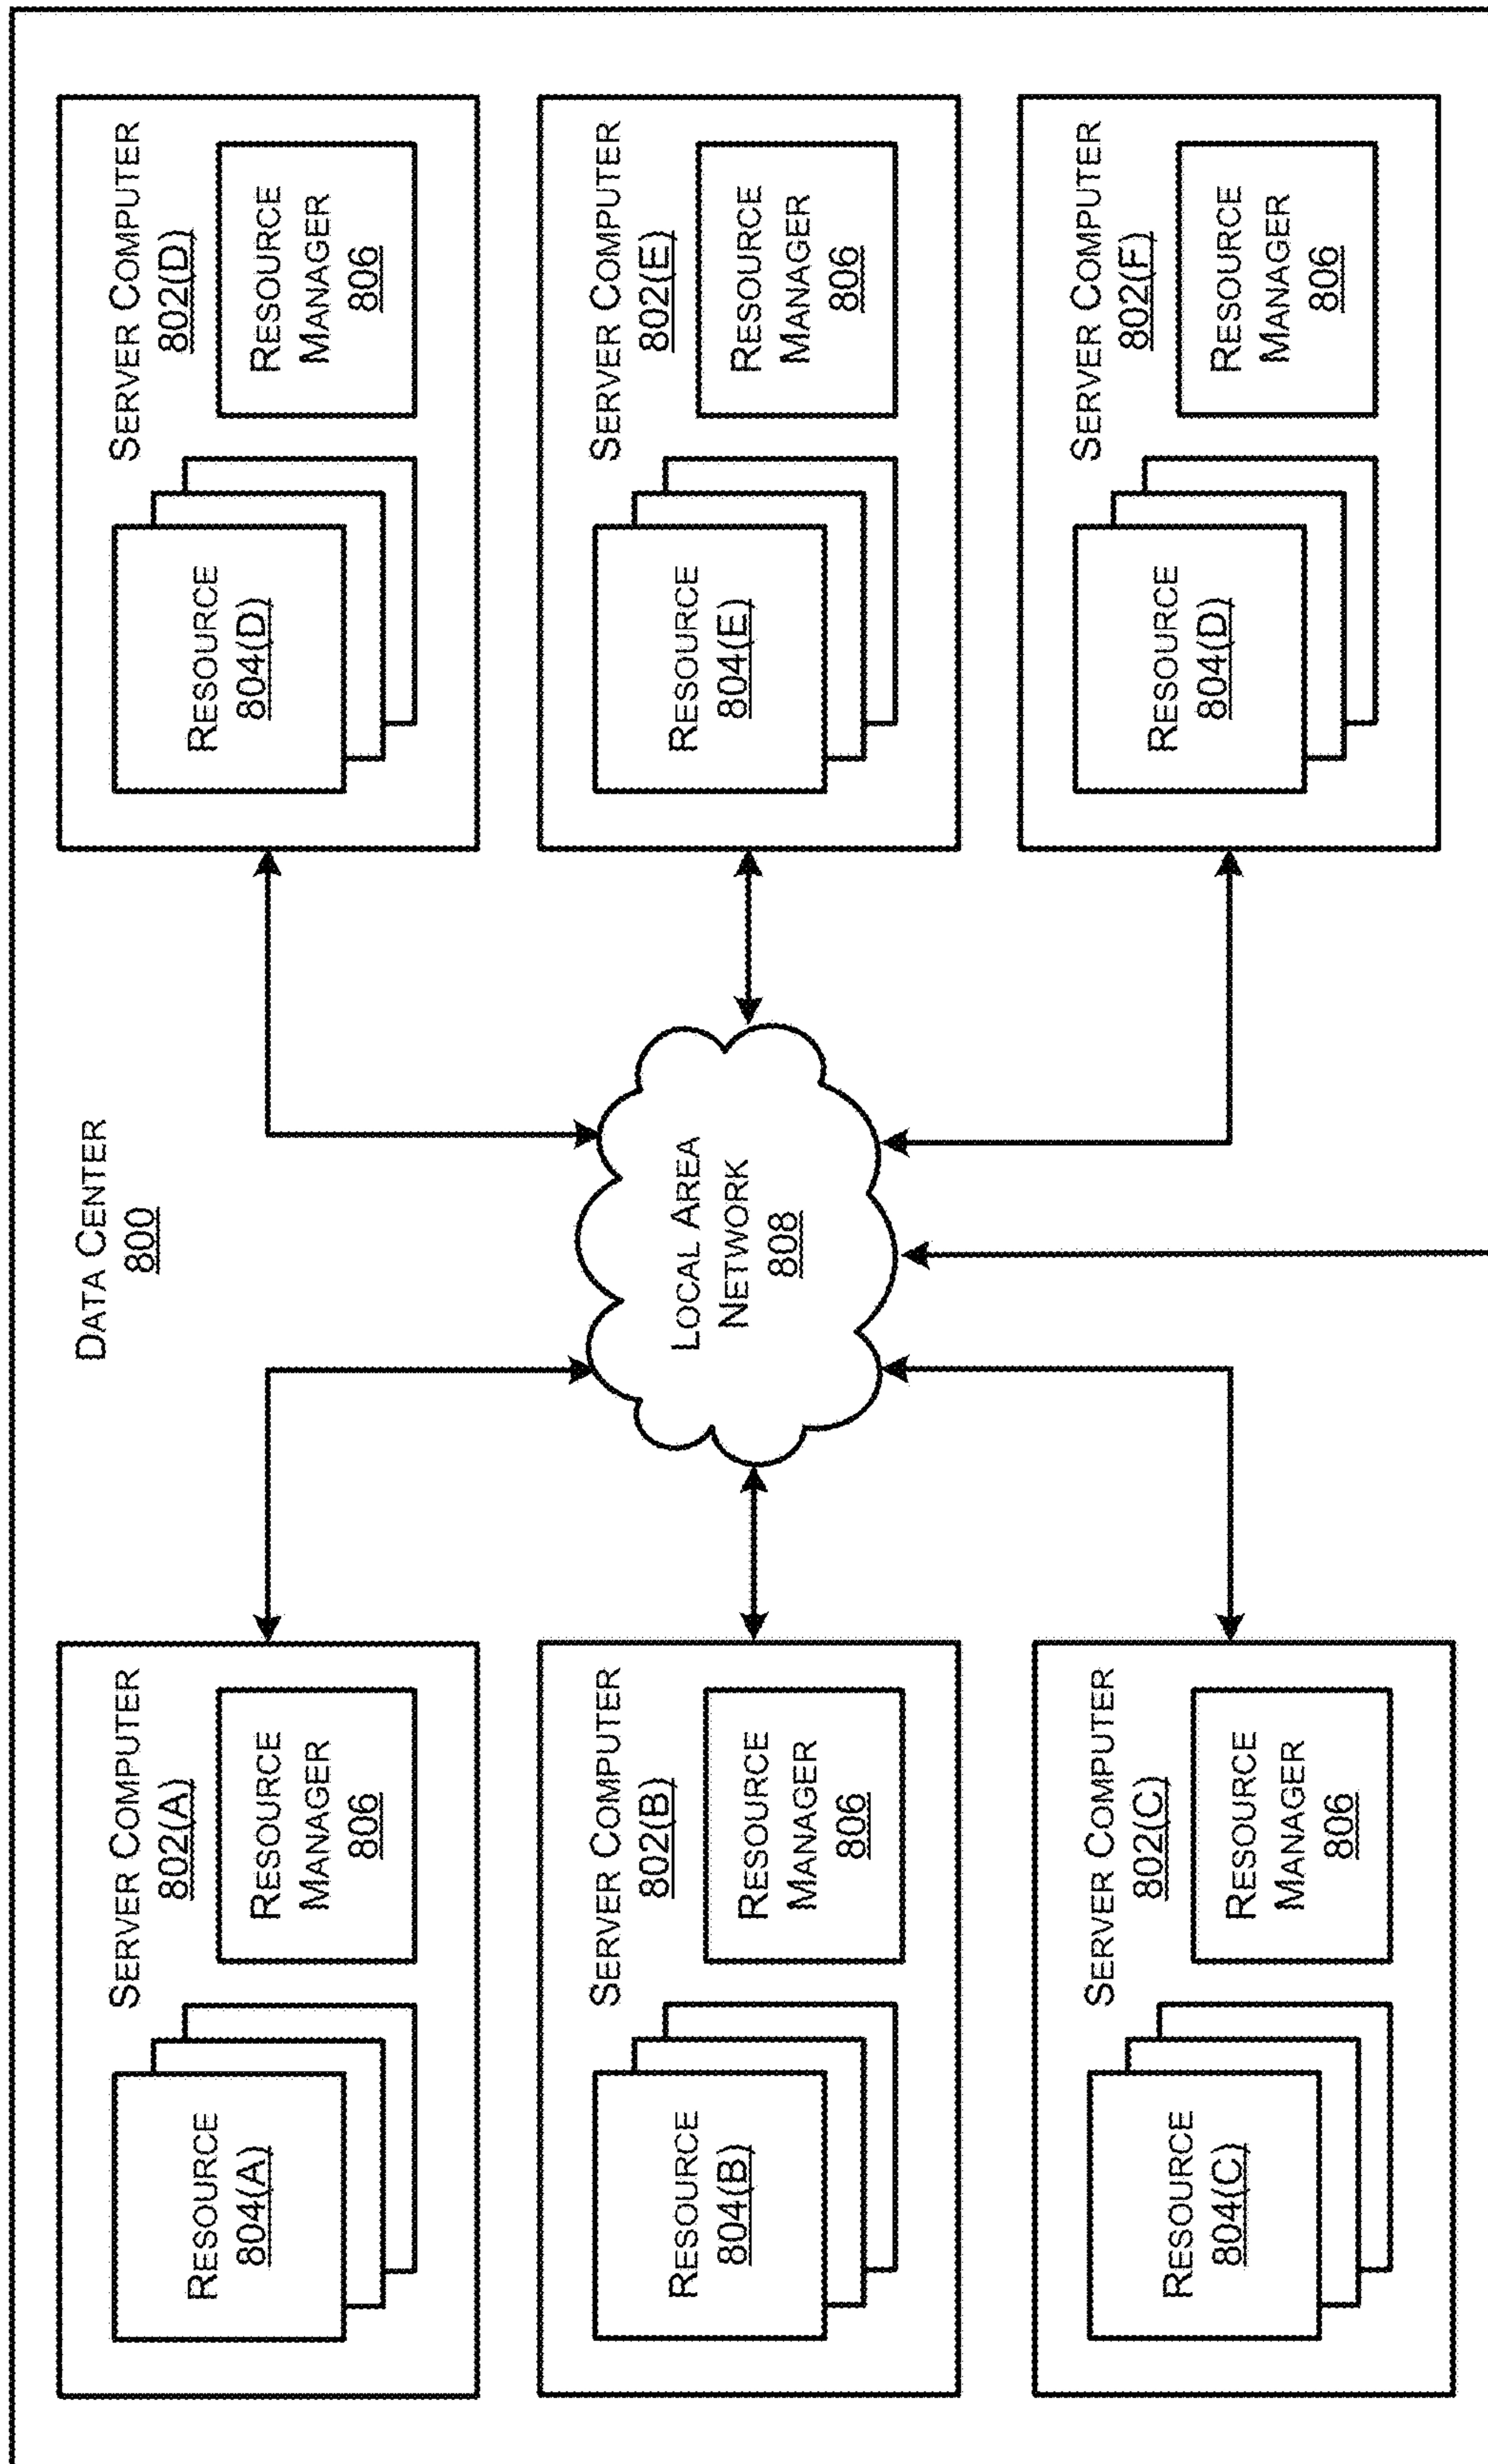 DATA CENTER
800
SERVER COMPUTER
802(A)
RESOURCE
804(A)
RESOURCE
MANAGER
806
SERVER COMPUTER
802(B)
RESOURCE
804(B)
RESOURCE
MANAGER
806
SERVER COMPUTER
802(C)
RESOURCE
804(C)
RESOURCE
MANAGER
806
LOCAL AREA
NETWORK
808
SERVER COMPUTER
802(D)
RESOURCE
804(D)
RESOURCE
MANAGER
806
SERVER COMPUTER
802(E)
RESOURCE
804(E)
RESOURCE
MANAGER
806
SERVER COMPUTER
802(F)
RESOURCE
804(D)
RESOURCE
MANAGER
806